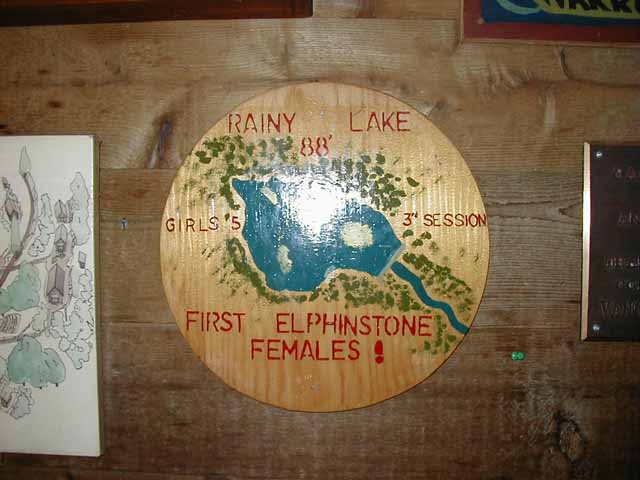 RAINY LAKE
88'
GIRLS 5 3rd SESSION
FIRST ELPHINSTONE
FEMALES !